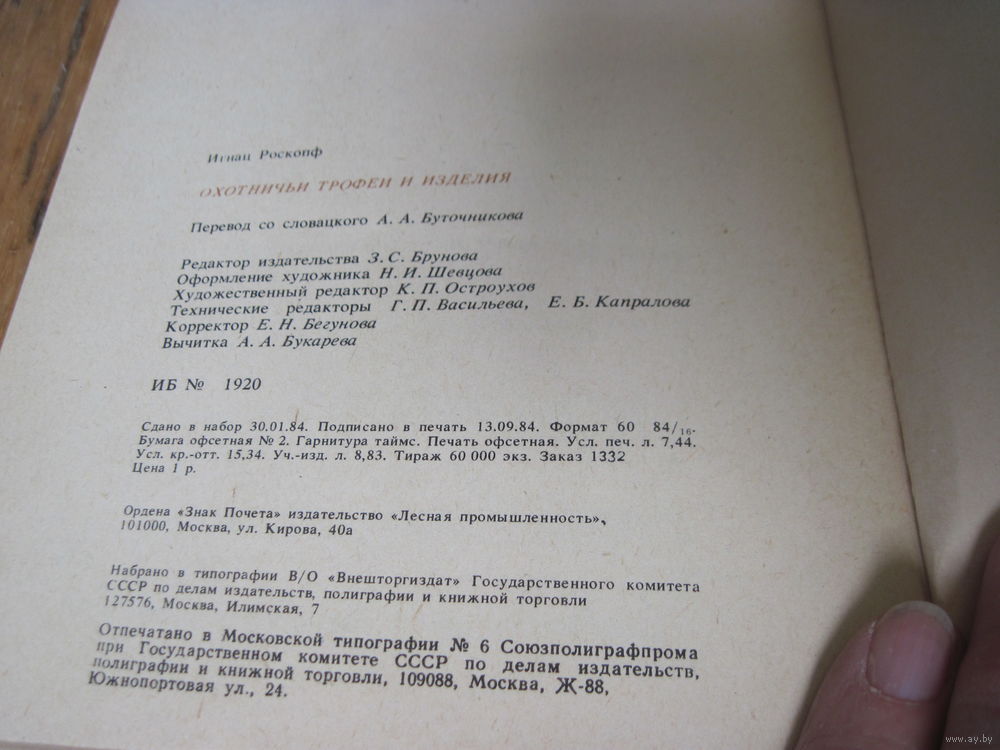 Игнац Роскопф
ОХОТНИЧЬИ ТРОФЕИ И ИЗДЕЛИЯ
Перевод со словацкого А. А. Буточникова
Редактор издательства З. С. Брунова
Оформление художника Н. И. Шевцова
Художественный редактор К. П. Остроухов
Технические редакторы Г. П. Васильева, Е. Б. Капралова
Корректор Е. Н. Бегунова
Вычитка А. А. Букарева
ИБ № 1920
Сдано в набор 30.01.84. Подписано в печать 13.09.84. Формат 60 84/16.
Бумага офсетная № 2. Гарнитура таймс. Печать офсетная. Усл. печ. л. 7,44.
Усл. кр.-отт. 15,34. Уч.-изд. л. 8,83. Тираж 60 000 экз. Заказ 1332
Цена 1 р.
Ордена «Знак Почета» издательство «Лесная промышленность»,
101000, Москва, ул. Кирова, 40а
Набрано в типографии В/О «Внешторгиздат» Государственного комитета
СССР по делам издательств, полиграфии и книжной торговли
127576, Москва, Илимская, 7
Отпечатано в Московской типографии № 6 Союзполиграфпрома
при Государственном комитете СССР по делам издательств,
полиграфии и книжной торговли, 109088, Москва, Ж-88,
Южнопортовая ул., 24.
www.ay.by